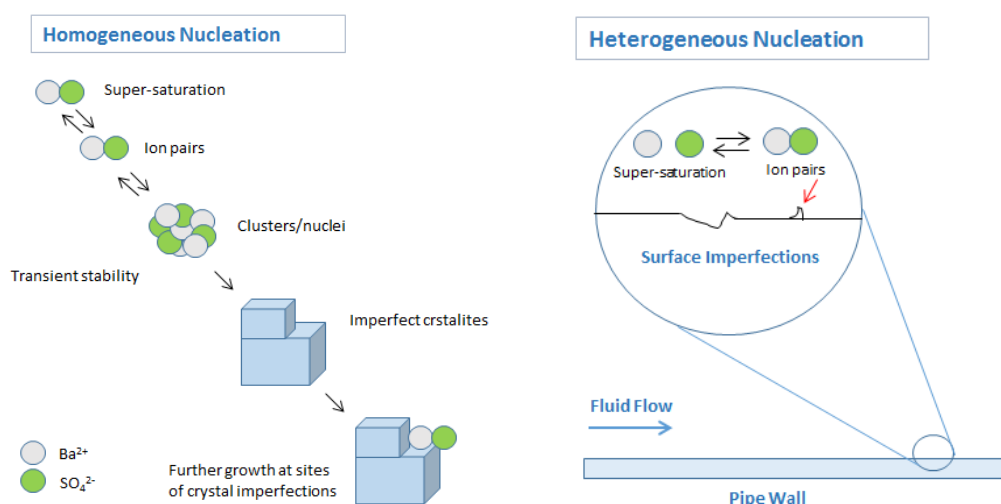 Homogeneous Nucleation
Super-saturation
Ion pairs
Clusters/nuclei
Transient stability
Imperfect crstalites
Further growth at sites
of crystal imperfections
Ba²⁺
SO₄²⁻
Heterogeneous Nucleation
Super-saturation
Ion pairs
Surface Imperfections
Fluid Flow
Pipe Wall